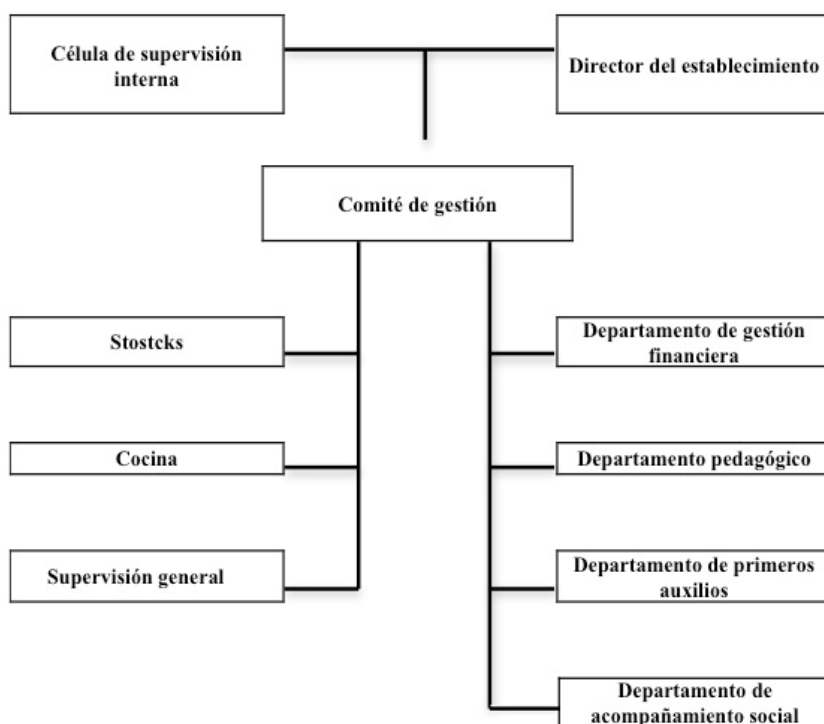 Célula de supervisión
interna
Director del establecimiento
Comité de gestión
Stostcks
Departamento de gestión
financiera
Cocina
Departamento pedagógico
Supervisión general
Departamento de primeros
auxilios
Departamento de
acompañamiento social